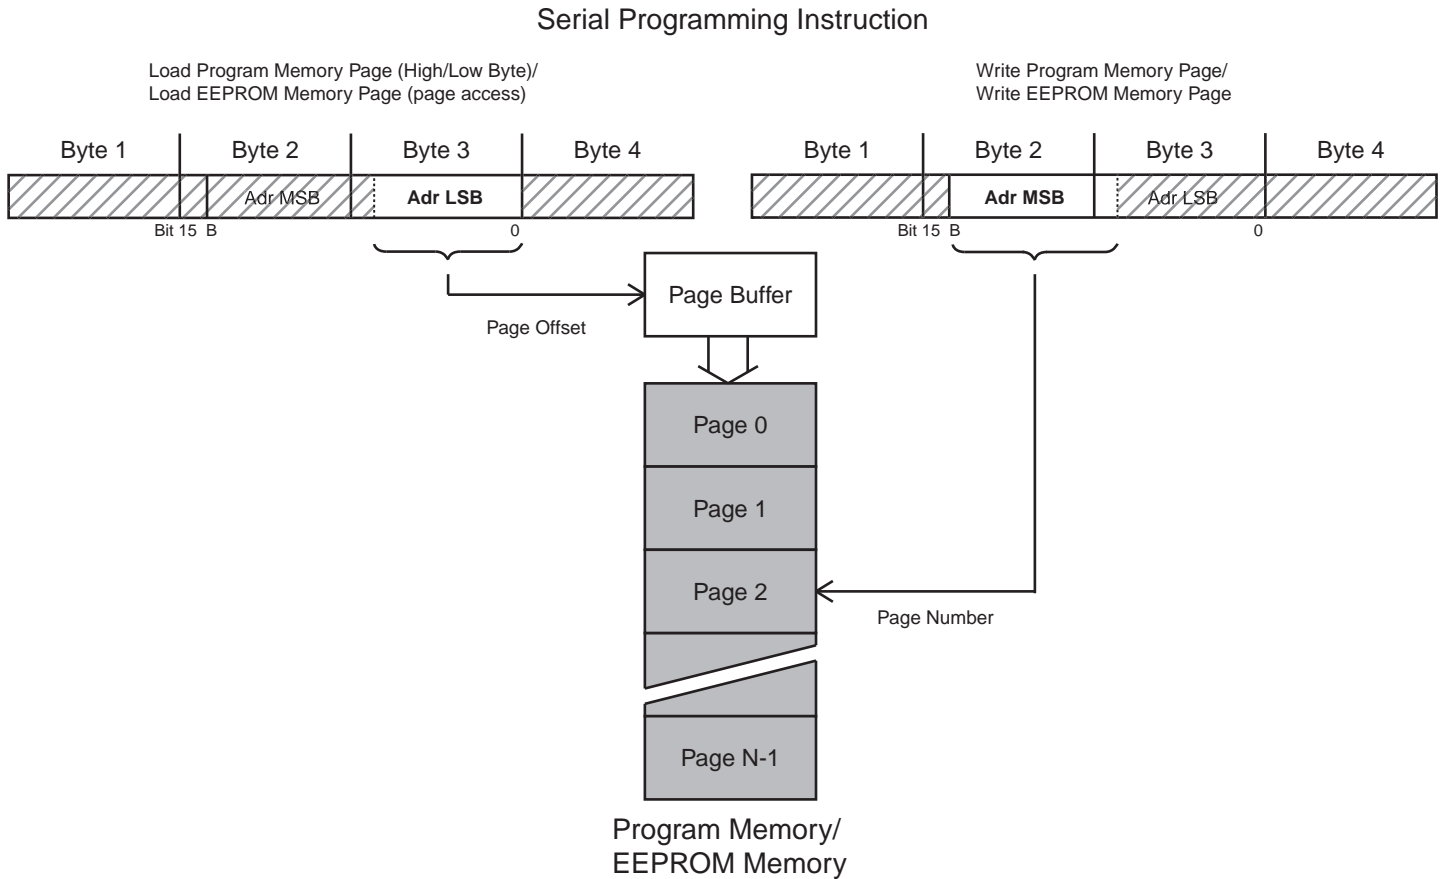 Serial Programming Instruction
Load Program Memory Page (High/Low Byte)/
Load EEPROM Memory Page (page access)
Write Program Memory Page/
Write EEPROM Memory Page
Byte 1 Byte 2 Byte 3 Byte 4
Adr MSB Adr LSB
Bit 15 B 0
Byte 1 Byte 2 Byte 3 Byte 4
Adr MSB Adr LSB
Bit 15 B 0
Page Buffer
Page Offset
Page 0
Page 1
Page 2
Page Number
Page N-1
Program Memory/
EEPROM Memory